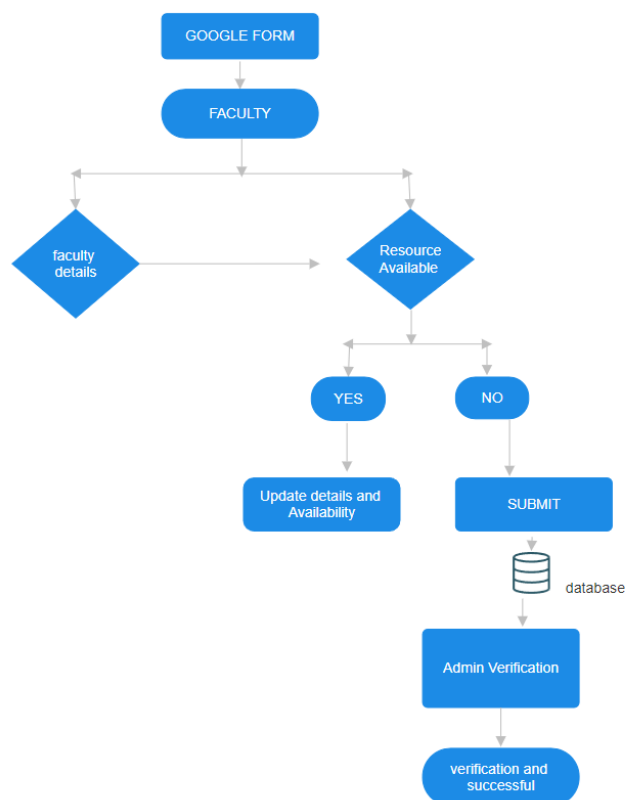 GOOGLE FORM
FACULTY
faculty
details
Resource
Available
YES
NO
Update details and
Availability
SUBMIT
database
Admin Verification
verification and
successful